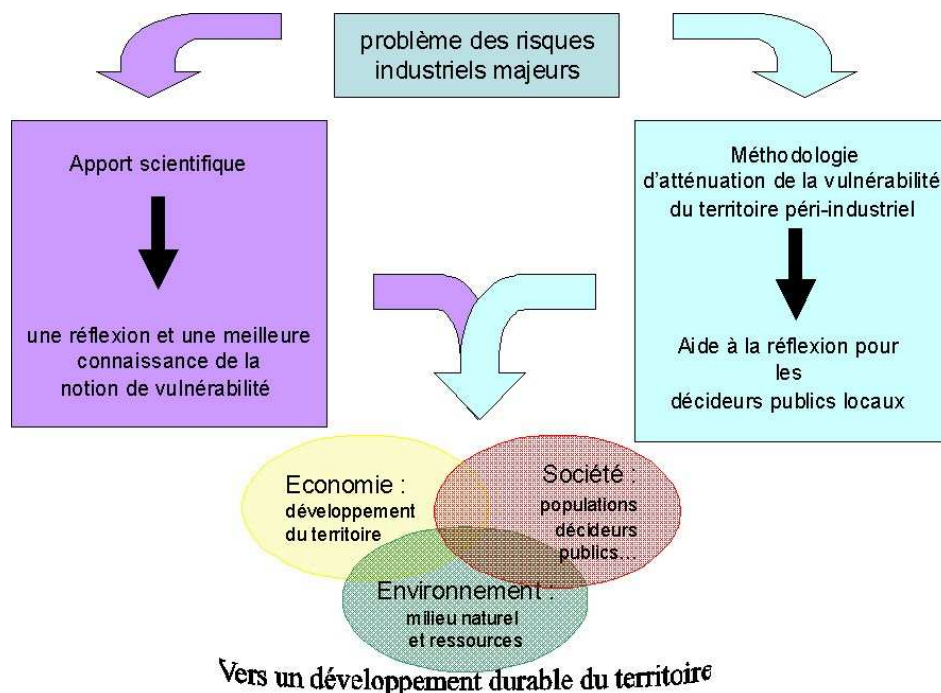 problème des risques
industriels majeurs
Apport scientifique
une réflexion et une meilleure
connaissance de la
notion de vulnérabilité
Méthodologie
d'atténuation de la vulnérabilité
du territoire péri-industriel
Aide à la réflexion pour
les
décideurs publics locaux
Economie :
développement
du territoire
Société :
populations
décideurs
publics...
Environnement :
milieu naturel
et ressources
Vers un développement durable du territoire